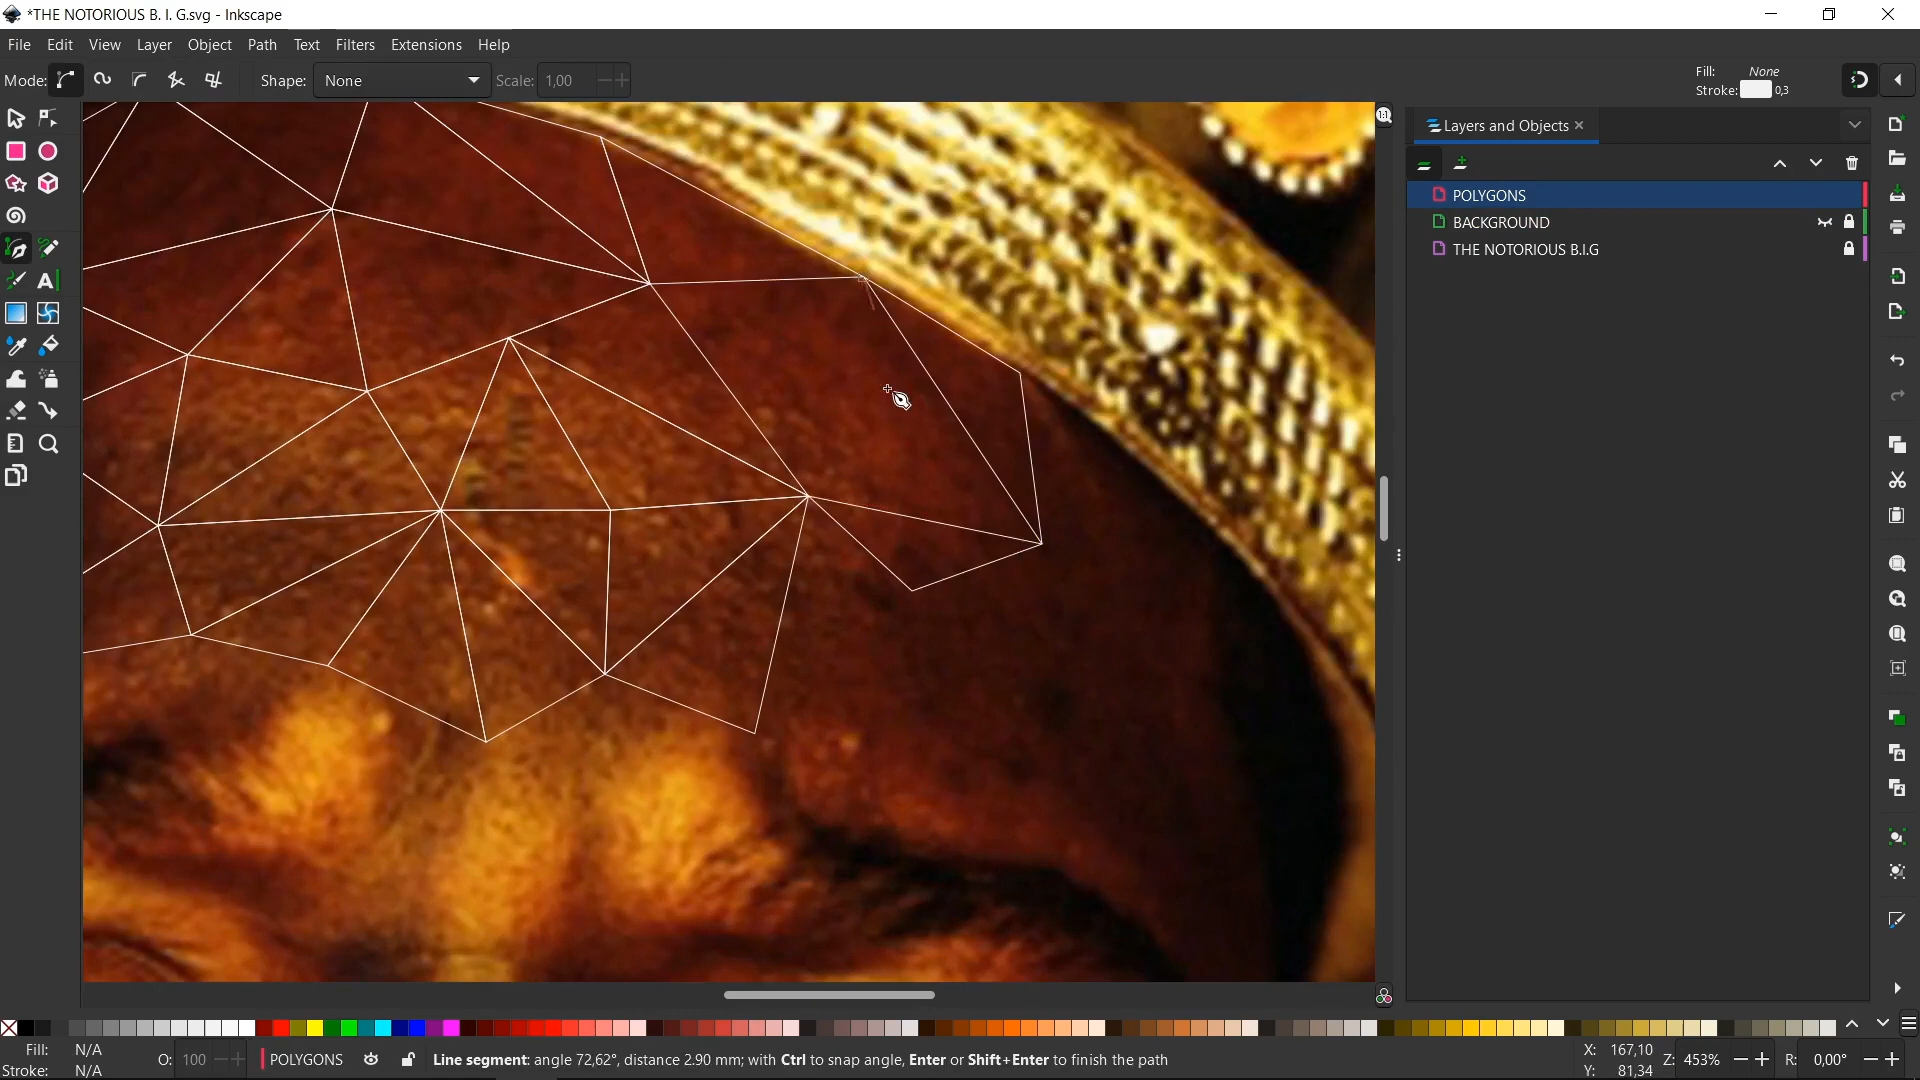 *THE NOTORIOUS B. I. G.svg - Inkscape
File Edit View Layer Object Path Filters Text Extensions Help
Mode: Shape: None Scale: 1,00
Fill: None
Stroke: 0,3
1:1
Layers and Objects
POLYGONS
BACKGROUND
THE NOTORIOUS B.I.G
Fill: N/A
Stroke: N/A
O: 100
POLYGONS
Line segment: angle 72,62°, distance 2.90 mm; with Ctrl to snap angle, Enter or Shift+Enter to finish the path
X: 167,10
Y: 81,34
Z: 453%
R: 0,00°